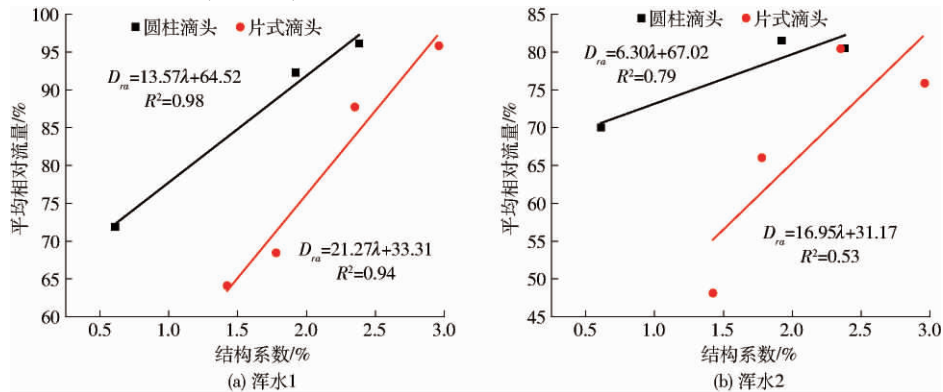 圆柱滴头 片式滴头
D_ra=13.57λ+64.52
R²=0.98
D_ra=21.27λ+33.31
R²=0.94
平均相对流量/%
100
95
90
85
80
75
70
65
60
0.5 1.0 1.5 2.0 2.5 3.0
结构系数/%
(a) 浑水1
圆柱滴头 片式滴头
D_ra=6.30λ+67.02
R²=0.79
D_ra=16.95λ+31.17
R²=0.53
平均相对流量/%
85
80
75
70
65
60
55
50
45
0.5 1.0 1.5 2.0 2.5 3.0
结构系数/%
(b) 浑水2